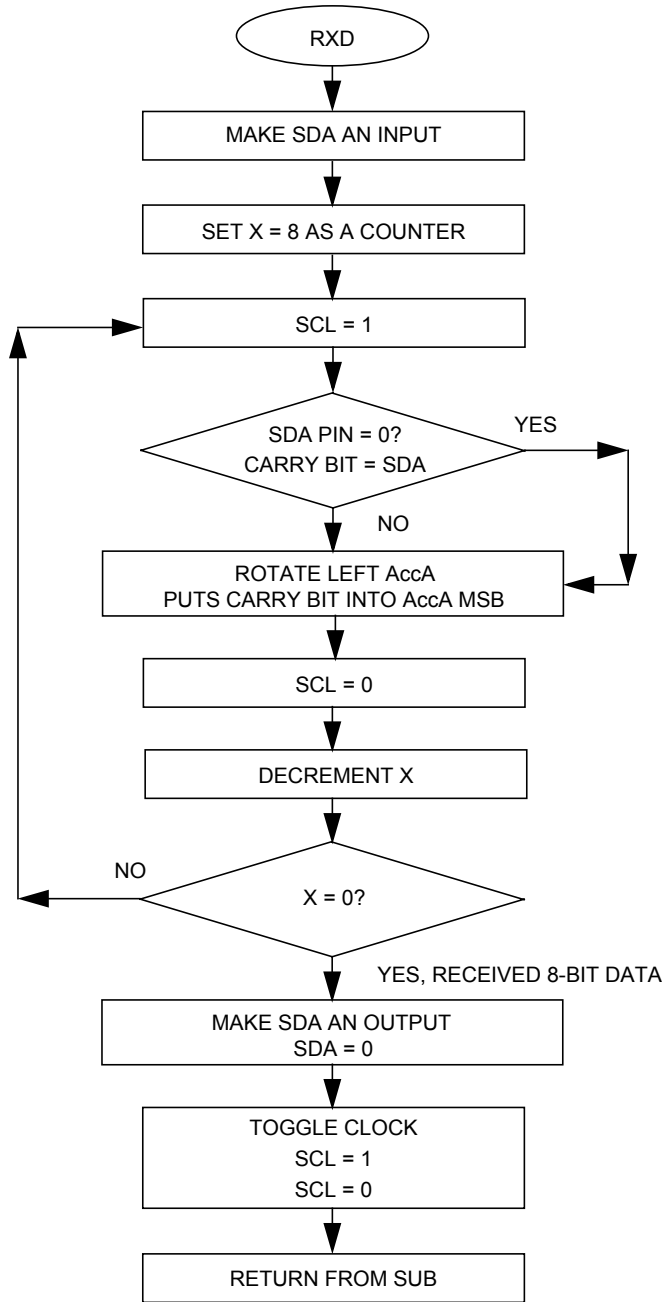 RXD
MAKE SDA AN INPUT
SET X = 8 AS A COUNTER
SCL = 1
SDA PIN = 0?
CARRY BIT = SDA
YES
NO
ROTATE LEFT AccA
PUTS CARRY BIT INTO AccA MSB
SCL = 0
DECREMENT X
NO
X = 0?
YES, RECEIVED 8-BIT DATA
MAKE SDA AN OUTPUT
SDA = 0
TOGGLE CLOCK
SCL = 1
SCL = 0
RETURN FROM SUB